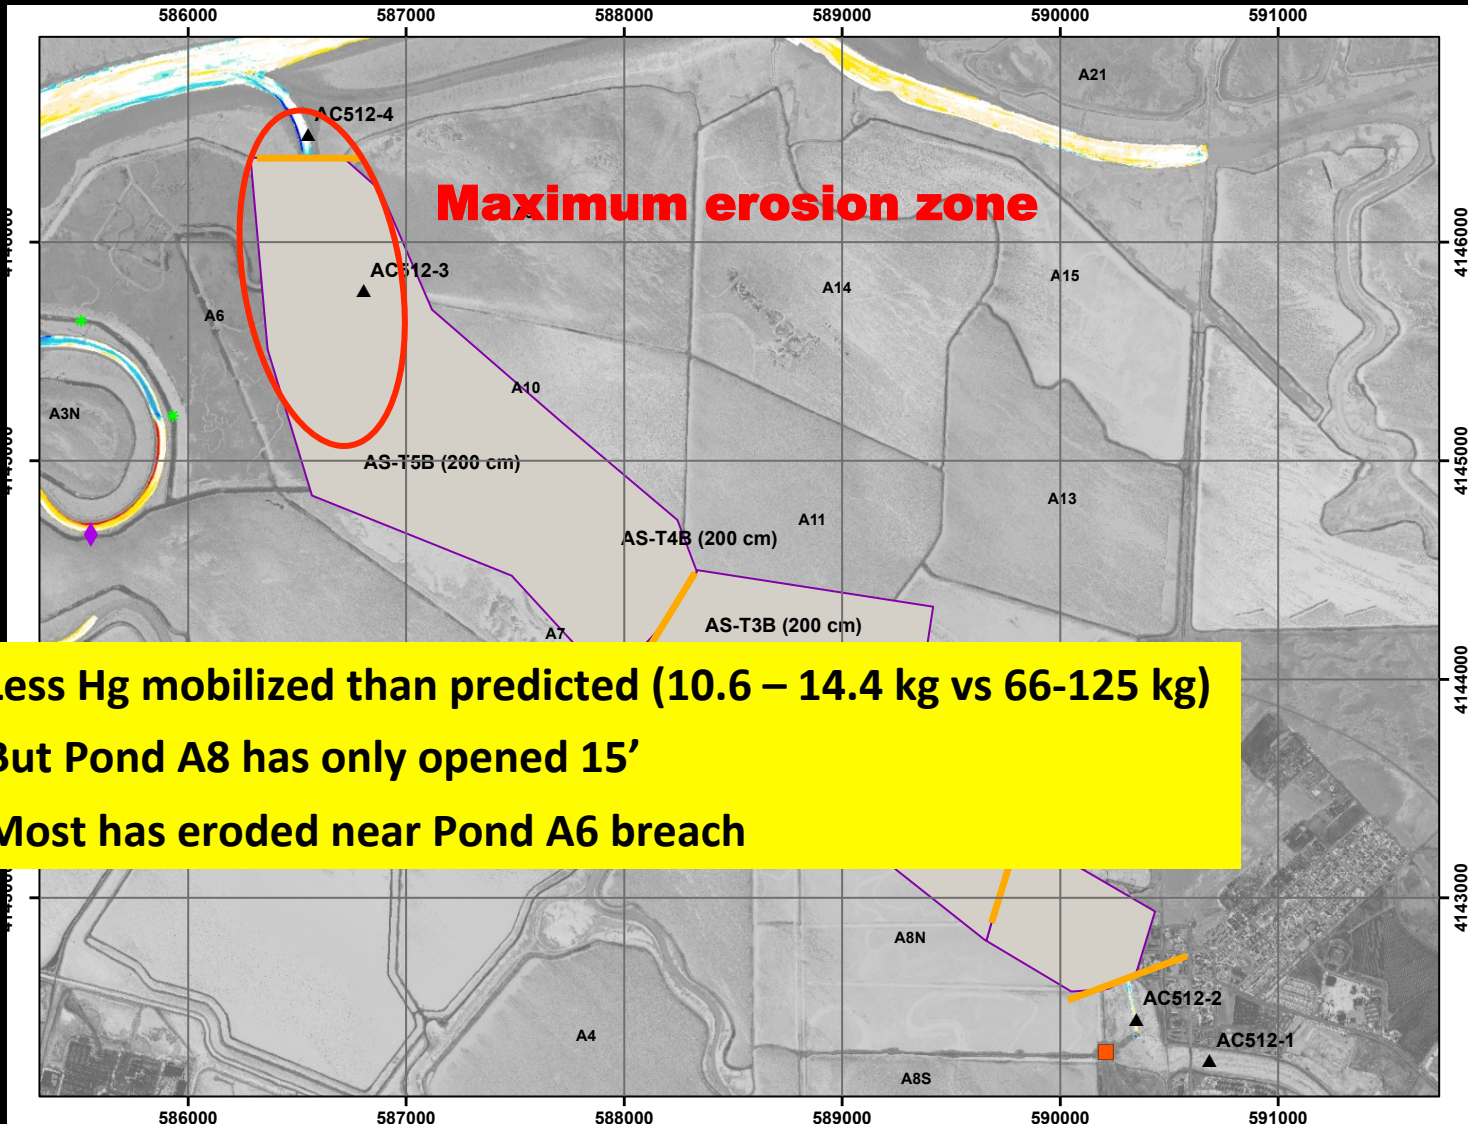 586000 587000 588000 589000 590000 591000
A21
AC512-4
Maximum erosion zone
4146000
AC512-3
A14
A15
A6
A10
A3N
4145000
AS-T5B (200 cm)
A13
A11
AS-T4B (200 cm)
AS-T3B (200 cm)
A7
Less Hg mobilized than predicted (10.6 – 14.4 kg vs 66-125 kg)
4144000
But Pond A8 has only opened 15’
Most has eroded near Pond A6 breach
4143000
A8N
AC512-2
A4
AC512-1
A8S
586000 587000 588000 589000 590000 591000